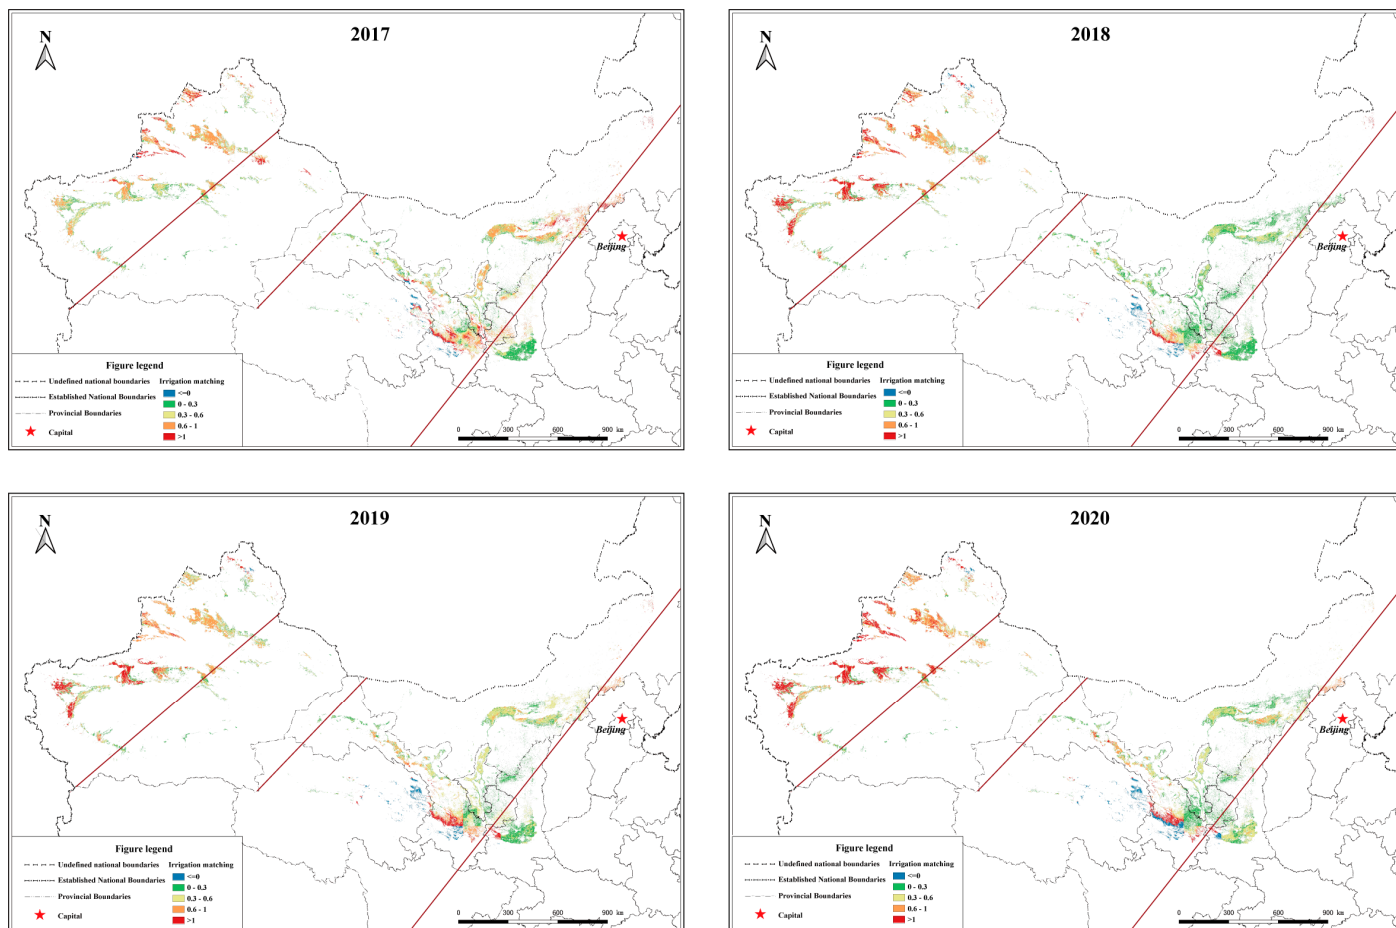 2017
N
Beijing
Figure legend
Undefined national boundaries Irrigation matching
Established National Boundaries <=0
0 - 0.3
Provincial Boundaries 0.3 - 0.6
0.6 - 1
Capital >1
0 300 600 900 km
2018
N
Beijing
Figure legend
Undefined national boundaries Irrigation matching
Established National Boundaries <=0
0 - 0.3
Provincial Boundaries 0.3 - 0.6
0.6 - 1
Capital >1
0 300 600 900 km
2019
N
Beijing
Figure legend
Undefined national boundaries Irrigation matching
Established National Boundaries <=0
0 - 0.3
Provincial Boundaries 0.3 - 0.6
0.6 - 1
Capital >1
0 300 600 900 km
2020
N
Beijing
Figure legend
Undefined national boundaries Irrigation matching
Established National Boundaries <=0
0 - 0.3
Provincial Boundaries 0.3 - 0.6
0.6 - 1
Capital >1
0 300 600 900 km